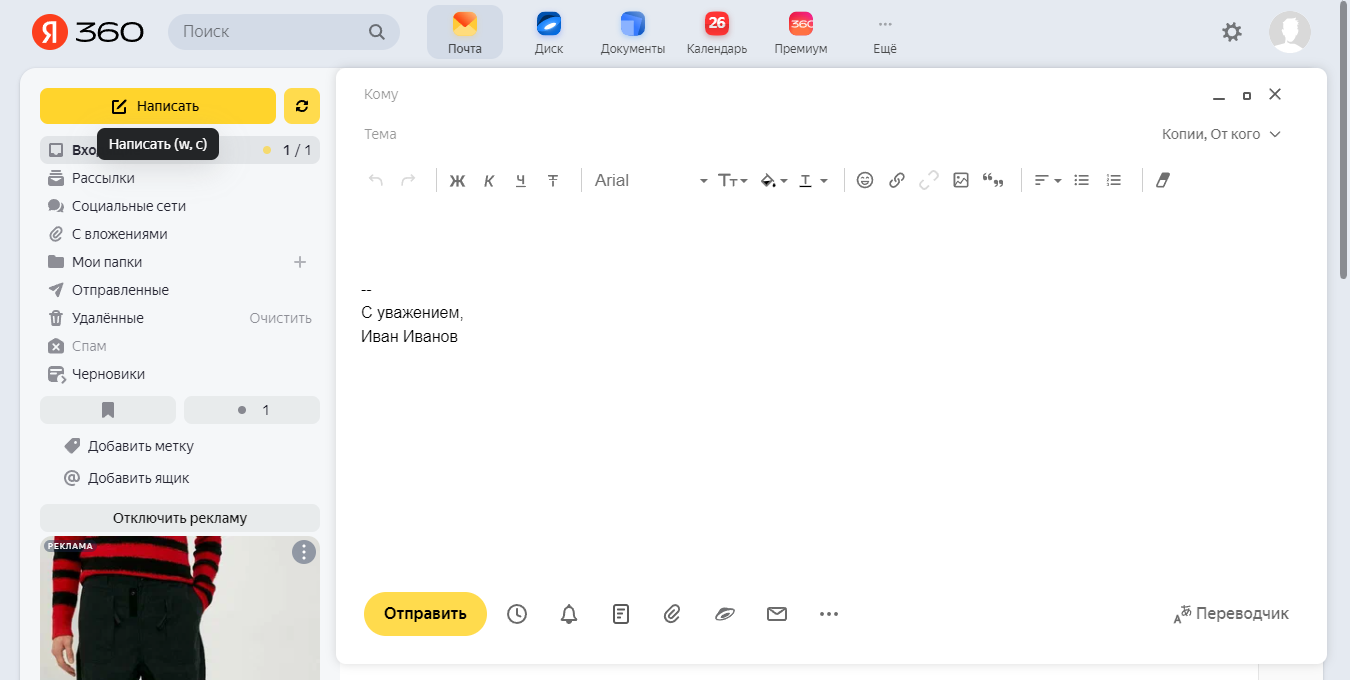 Я 360
Поиск
Почта
Диск
Документы
26
Календарь
360
Премиум
Ещё
Написать
Написать (w, c)
1 / 1
Рассылки
Социальные сети
С вложениями
Мои папки
Отправленные
Удалённые
Очистить
Спам
Черновики
1
Добавить метку
Добавить ящик
Отключить рекламу
РЕКЛАМА
Кому
Тема
Копии, От кого
Ж К Ч Т Arial Тт Т
--
С уважением,
Иван Иванов
Отправить
Переводчик